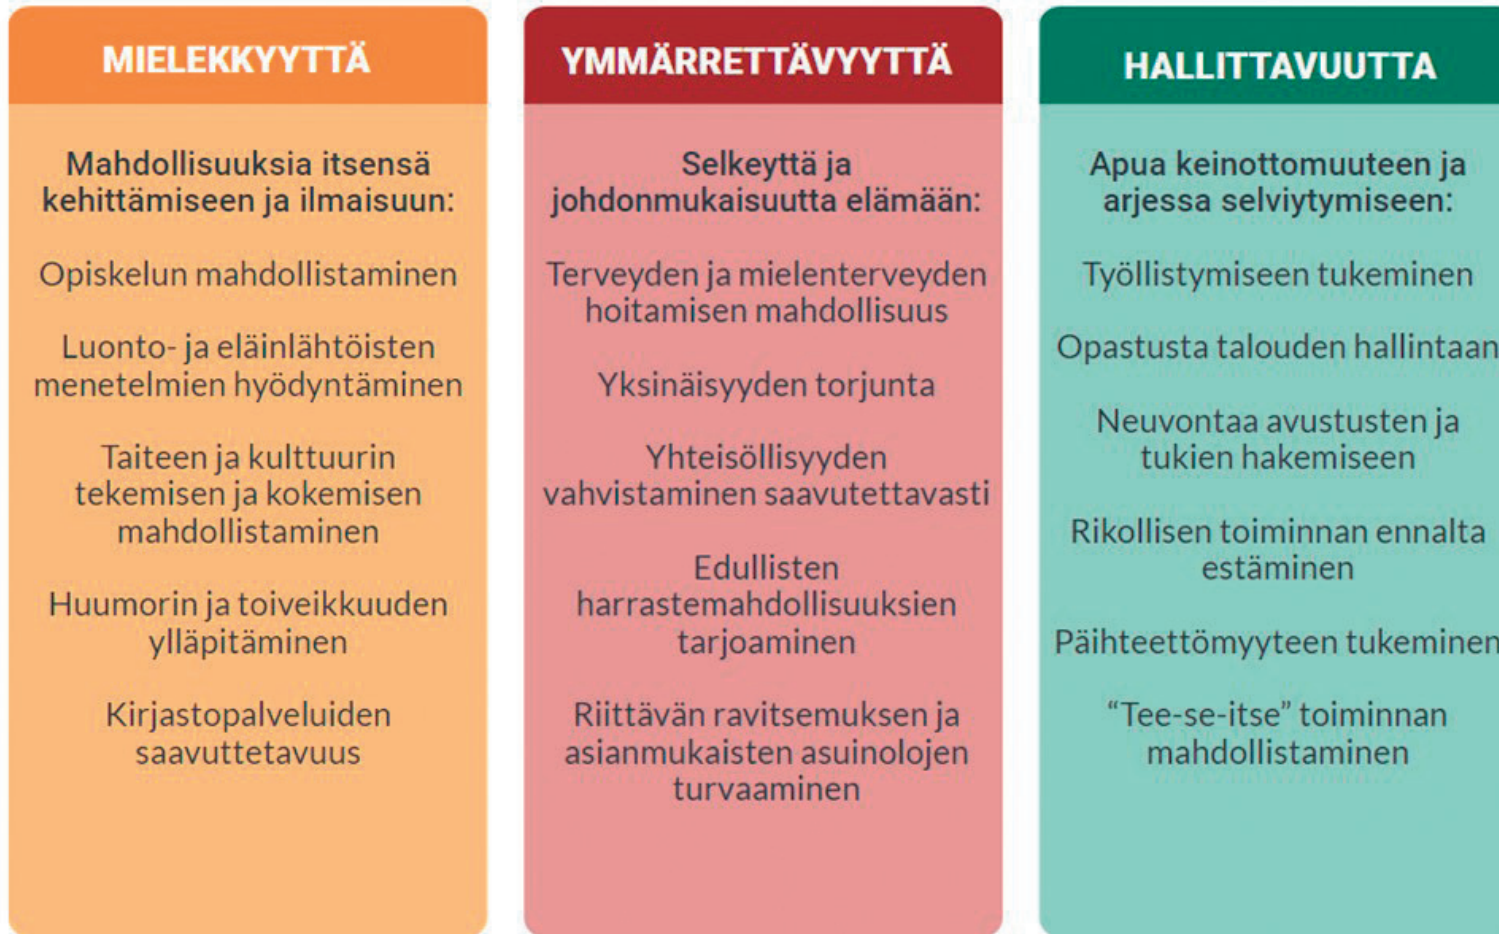 MIELEKKYYTTÄ
Mahdollisuuksia itsensä
kehittämiseen ja ilmaisuun:
Opiskelun mahdollistaminen
Luonto- ja eläinlähtöisten
menetelmien hyödyntäminen
Taiteen ja kulttuurin
tekemisen ja kokemisen
mahdollistaminen
Huumorin ja toiveikkuuden
ylläpitäminen
Kirjastopalveluiden
saavuttetavuus
YMMÄRRETTÄVYYTTÄ
Selkeyttä ja
johdonmukaisuutta elämään:
Terveyden ja mielenterveyden
hoitamisen mahdollisuus
Yksinäisyyden torjunta
Yhteisöllisyyden
vahvistaminen saavutettavasti
Edullisten
harrastemahdollisuuksien
tarjoaminen
Riittävän ravitsemuksen ja
asianmukaisten asuinolojen
turvaaminen
HALLITTAVUUTTA
Apua keinottomuuteen ja
arjessa selviytymiseen:
Työllistymiseen tukeminen
Opastusta talouden hallintaan
Neuvontaa avustusten ja
tukien hakemiseen
Rikollisen toiminnan ennalta
estäminen
Päihteettömyyteen tukeminen
“Tee-se-itse” toiminnan
mahdollistaminen